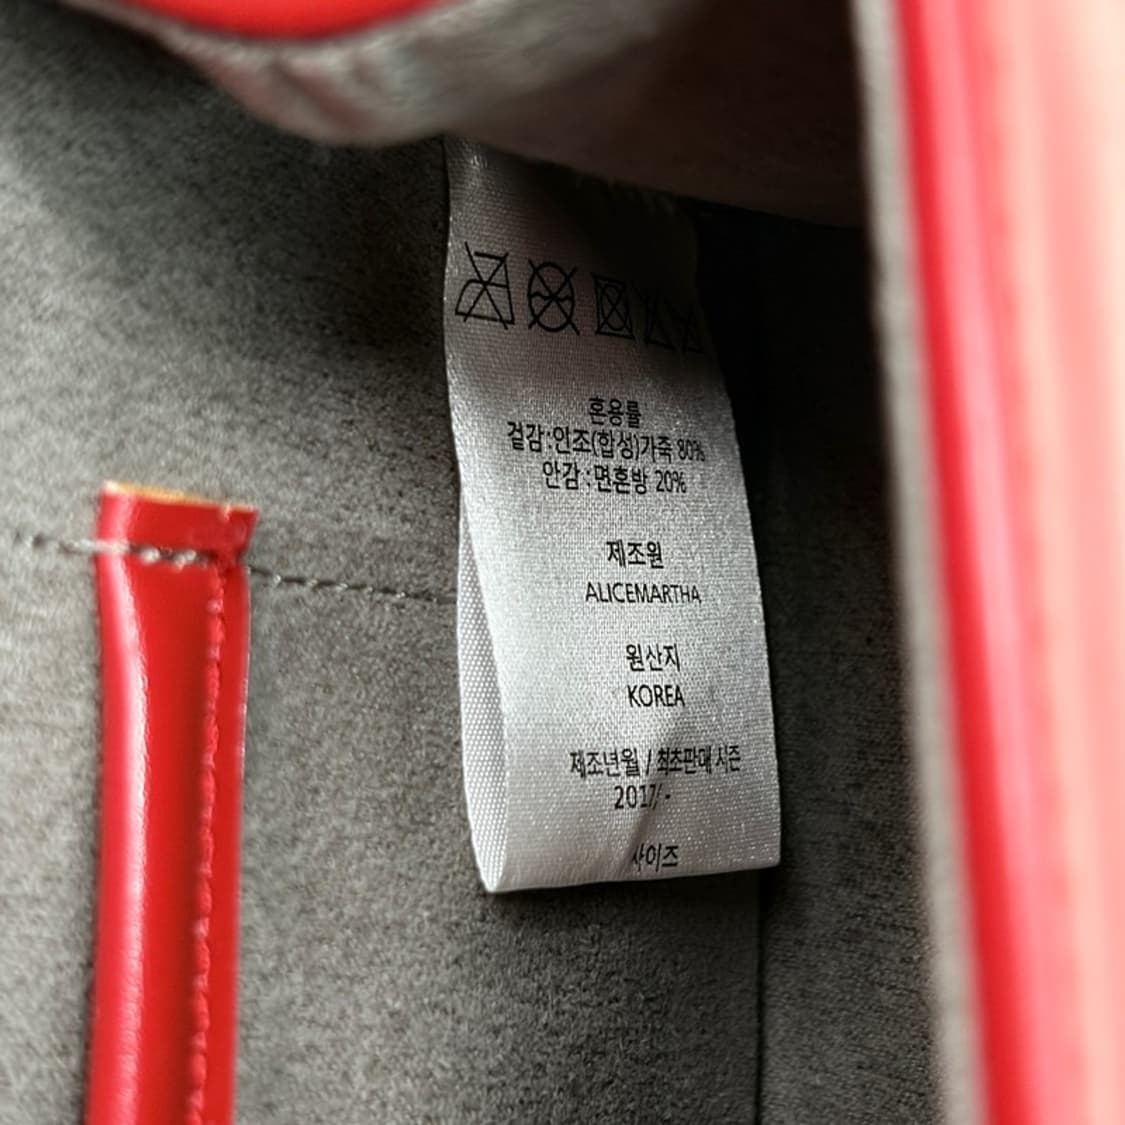 혼용률
겉감:인조(합성)가죽 80%
안감:면혼방 20%
제조원
ALICEMARTHA
원산지
KOREA
제조년월 / 최초판매 시즌
2017/-
사이즈